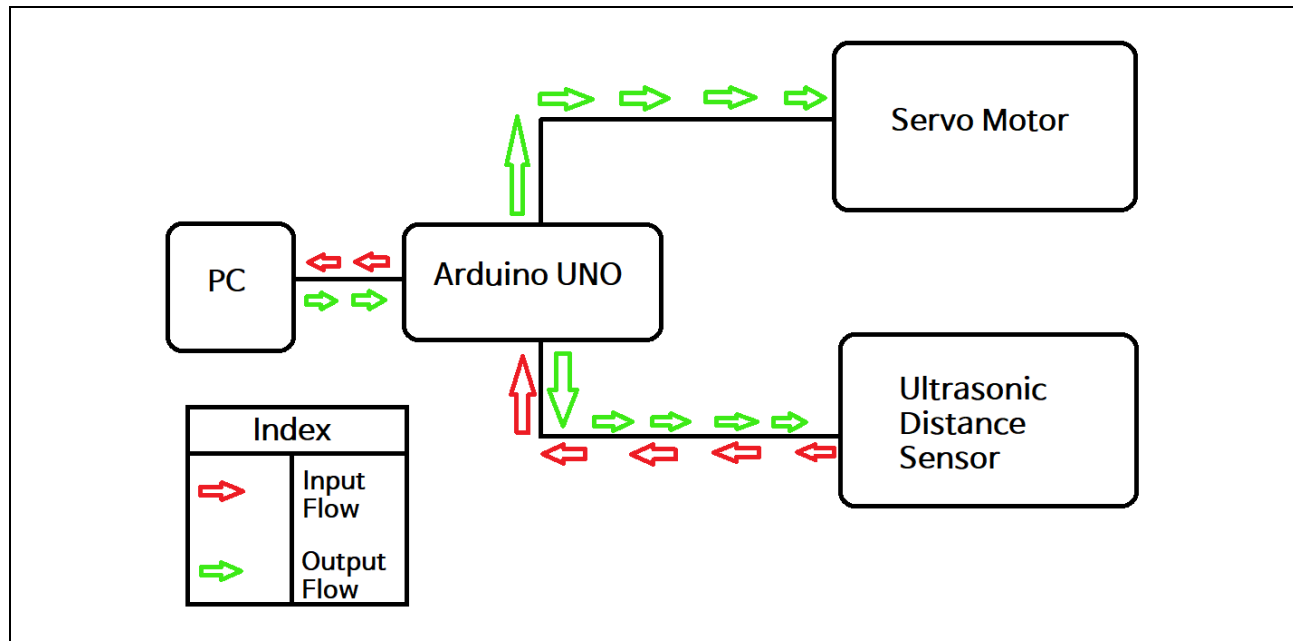 Servo Motor
PC
Arduino UNO
Ultrasonic
Distance
Sensor
Index
Input
Flow
Output
Flow